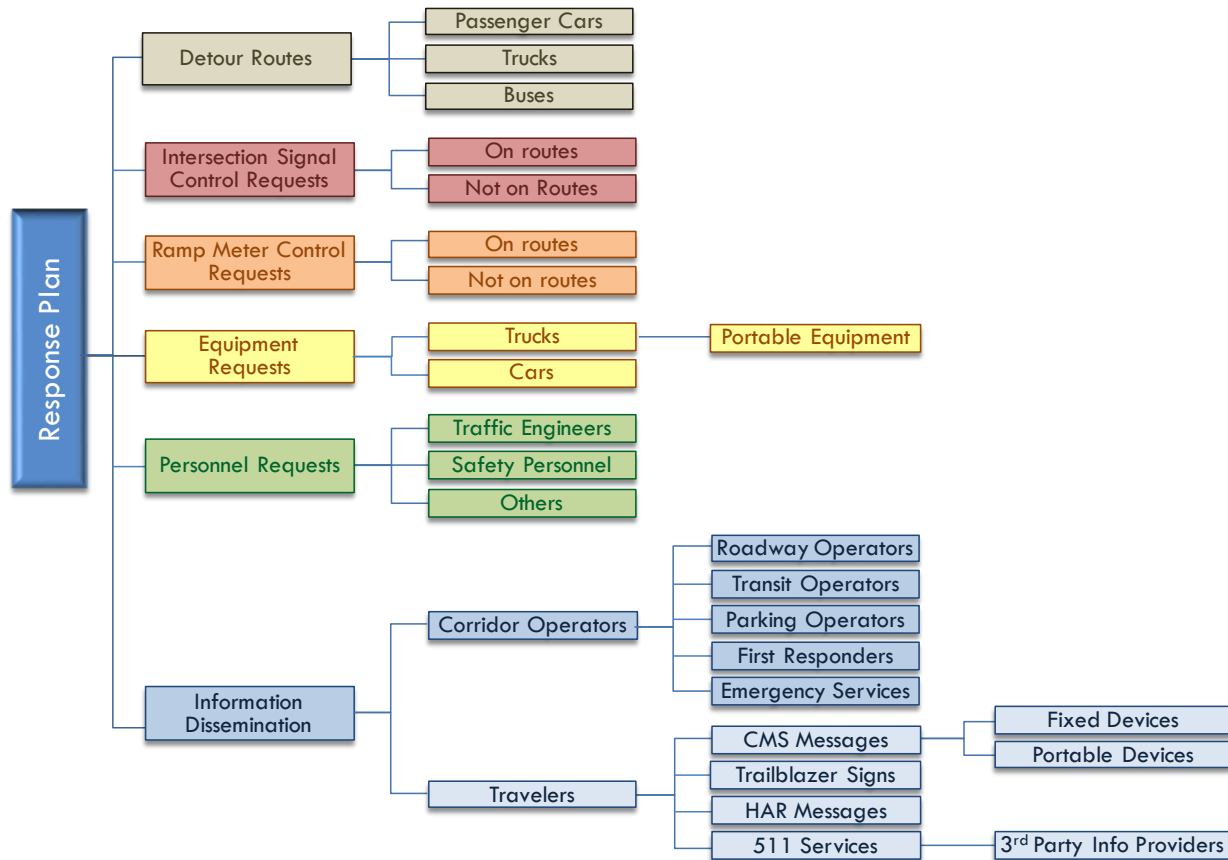 Response Plan
Detour Routes
Passenger Cars
Trucks
Buses
Intersection Signal
Control Requests
On routes
Not on Routes
Ramp Meter Control
Requests
On routes
Not on routes
Equipment
Requests
Trucks
Portable Equipment
Cars
Personnel Requests
Traffic Engineers
Safety Personnel
Others
Information
Dissemination
Corridor Operators
Roadway Operators
Transit Operators
Parking Operators
First Responders
Emergency Services
Travelers
CMS Messages
Fixed Devices
Portable Devices
Trailblazer Signs
HAR Messages
511 Services
3rd Party Info Providers